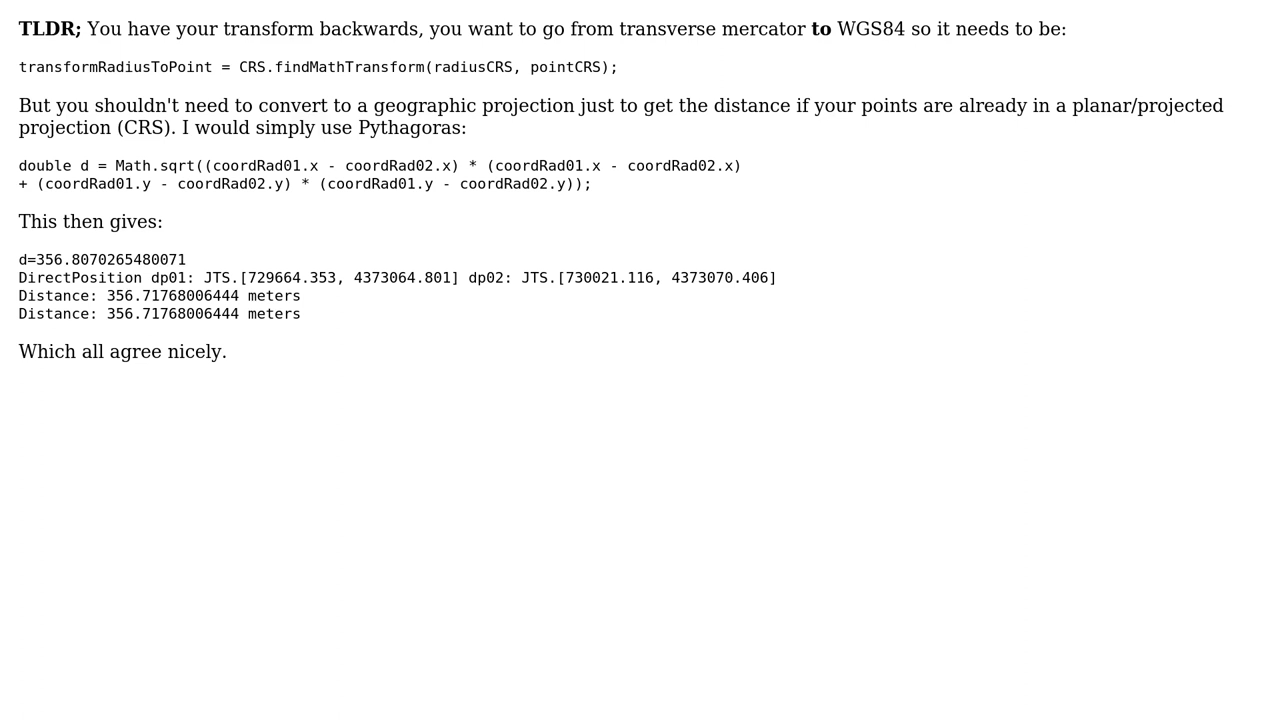 TLDR; You have your transform backwards, you want to go from transverse mercator to WGS84 so it needs to be:
transformRadiusToPoint = CRS.findMathTransform(radiusCRS, pointCRS);
But you shouldn't need to convert to a geographic projection just to get the distance if your points are already in a planar/projected
projection (CRS). I would simply use Pythagoras:
double d = Math.sqrt((coordRad01.x - coordRad02.x) * (coordRad01.x - coordRad02.x)
+ (coordRad01.y - coordRad02.y) * (coordRad01.y - coordRad02.y));
This then gives:
d=356.8070265480071
DirectPosition dp01: JTS.[729664.353, 4373064.801] dp02: JTS.[730021.116, 4373070.406]
Distance: 356.71768006444 meters
Distance: 356.71768006444 meters
Which all agree nicely.